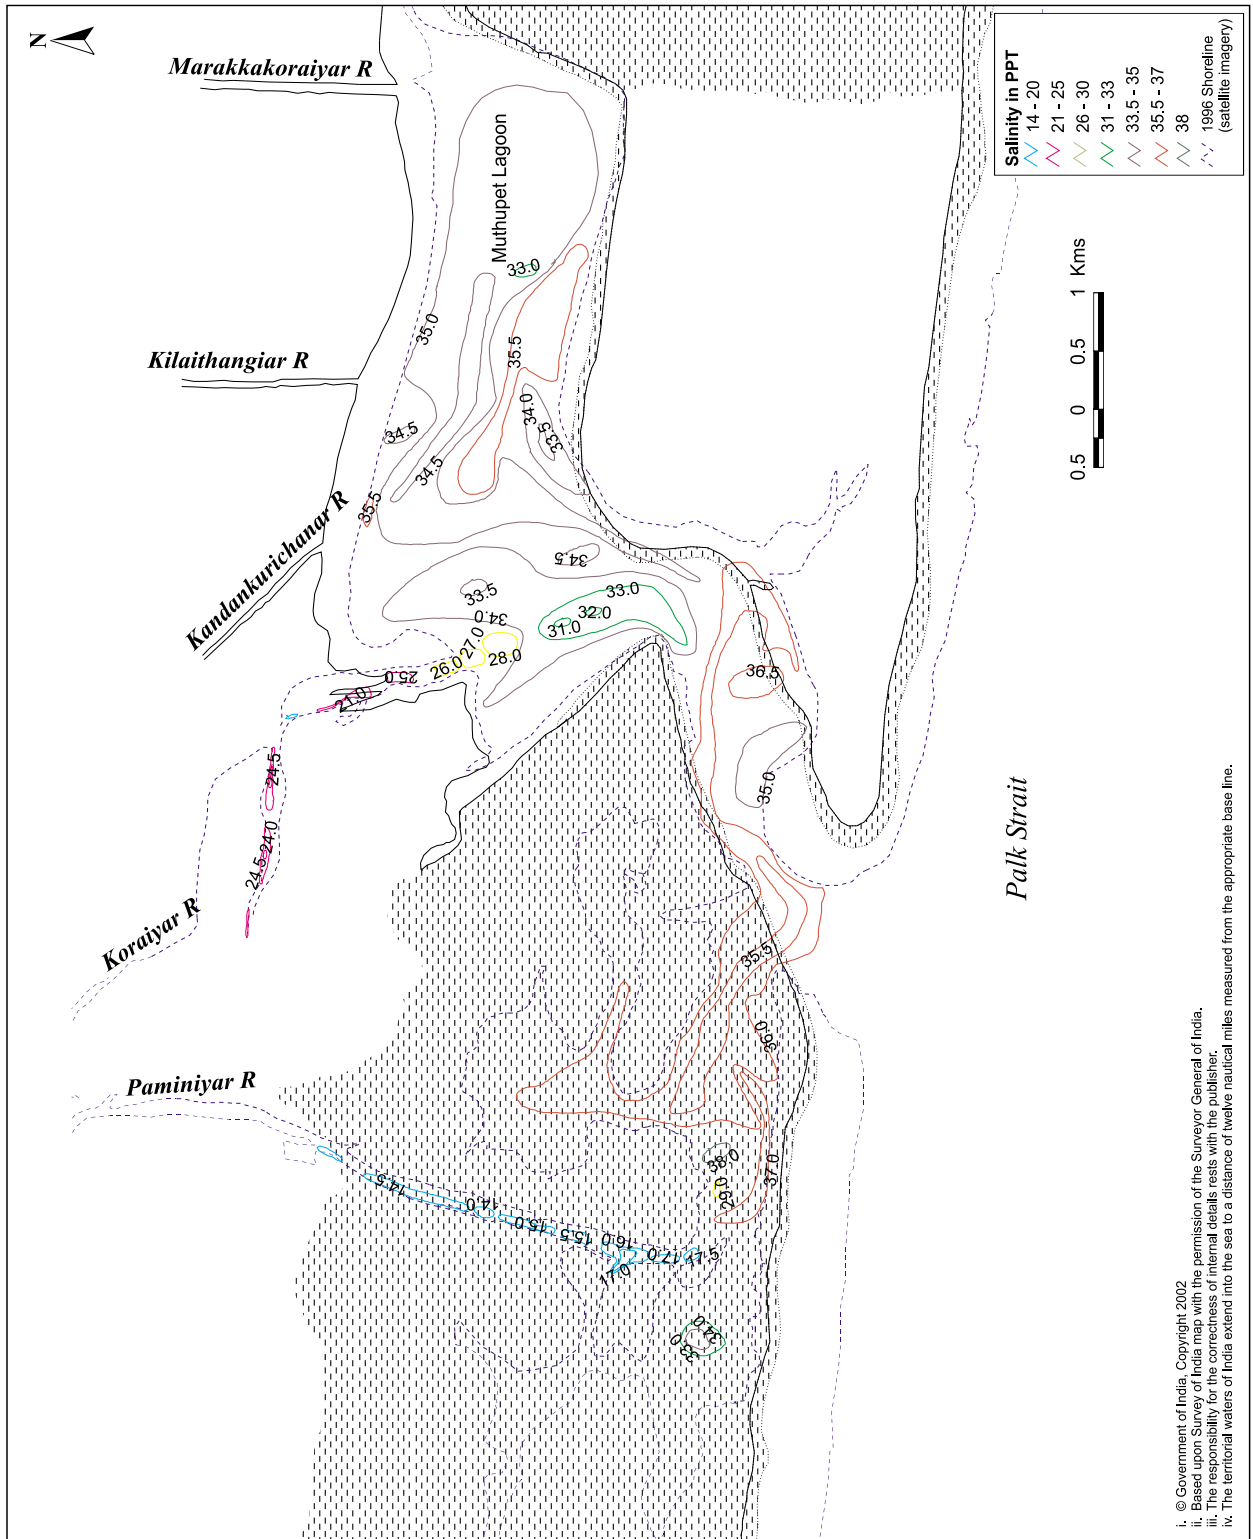 N
Marakkakoraiyar R
Kilaithangiar R
Kandankurichanar R
Koraiyar R
Paminiyar R
Muthupet Lagoon
Palk Strait
33.0
35.0
35.5
34.5
34.5
34.0
33.5
35.5
34.5
33.5
34.0
33.0
32.0
31.0
27.0
28.0
26.0
25.0
21.0
24.5
24.0
24.5
36.5
35.0
35.5
36.0
37.0
38.0
29.0
14.5
14.0
15.0
15.5
16.0
17.0
17.0
17.5
34.0
33.0
Salinity in PPT
14 - 20
21 - 25
26 - 30
31 - 33
33.5 - 35
35.5 - 37
38
1996 Shoreline
(satellite imagery)
0.5 0 0.5 1 Kms
i. © Government of India, Copyright 2002
ii. Based upon Survey of India map with the permission of the Surveyor General of India.
iii. The responsibility for the correctness of internal details rests with the publisher.
iv. The territorial waters of India extend into the sea to a distance of twelve nautical miles measured from the appropriate base line.